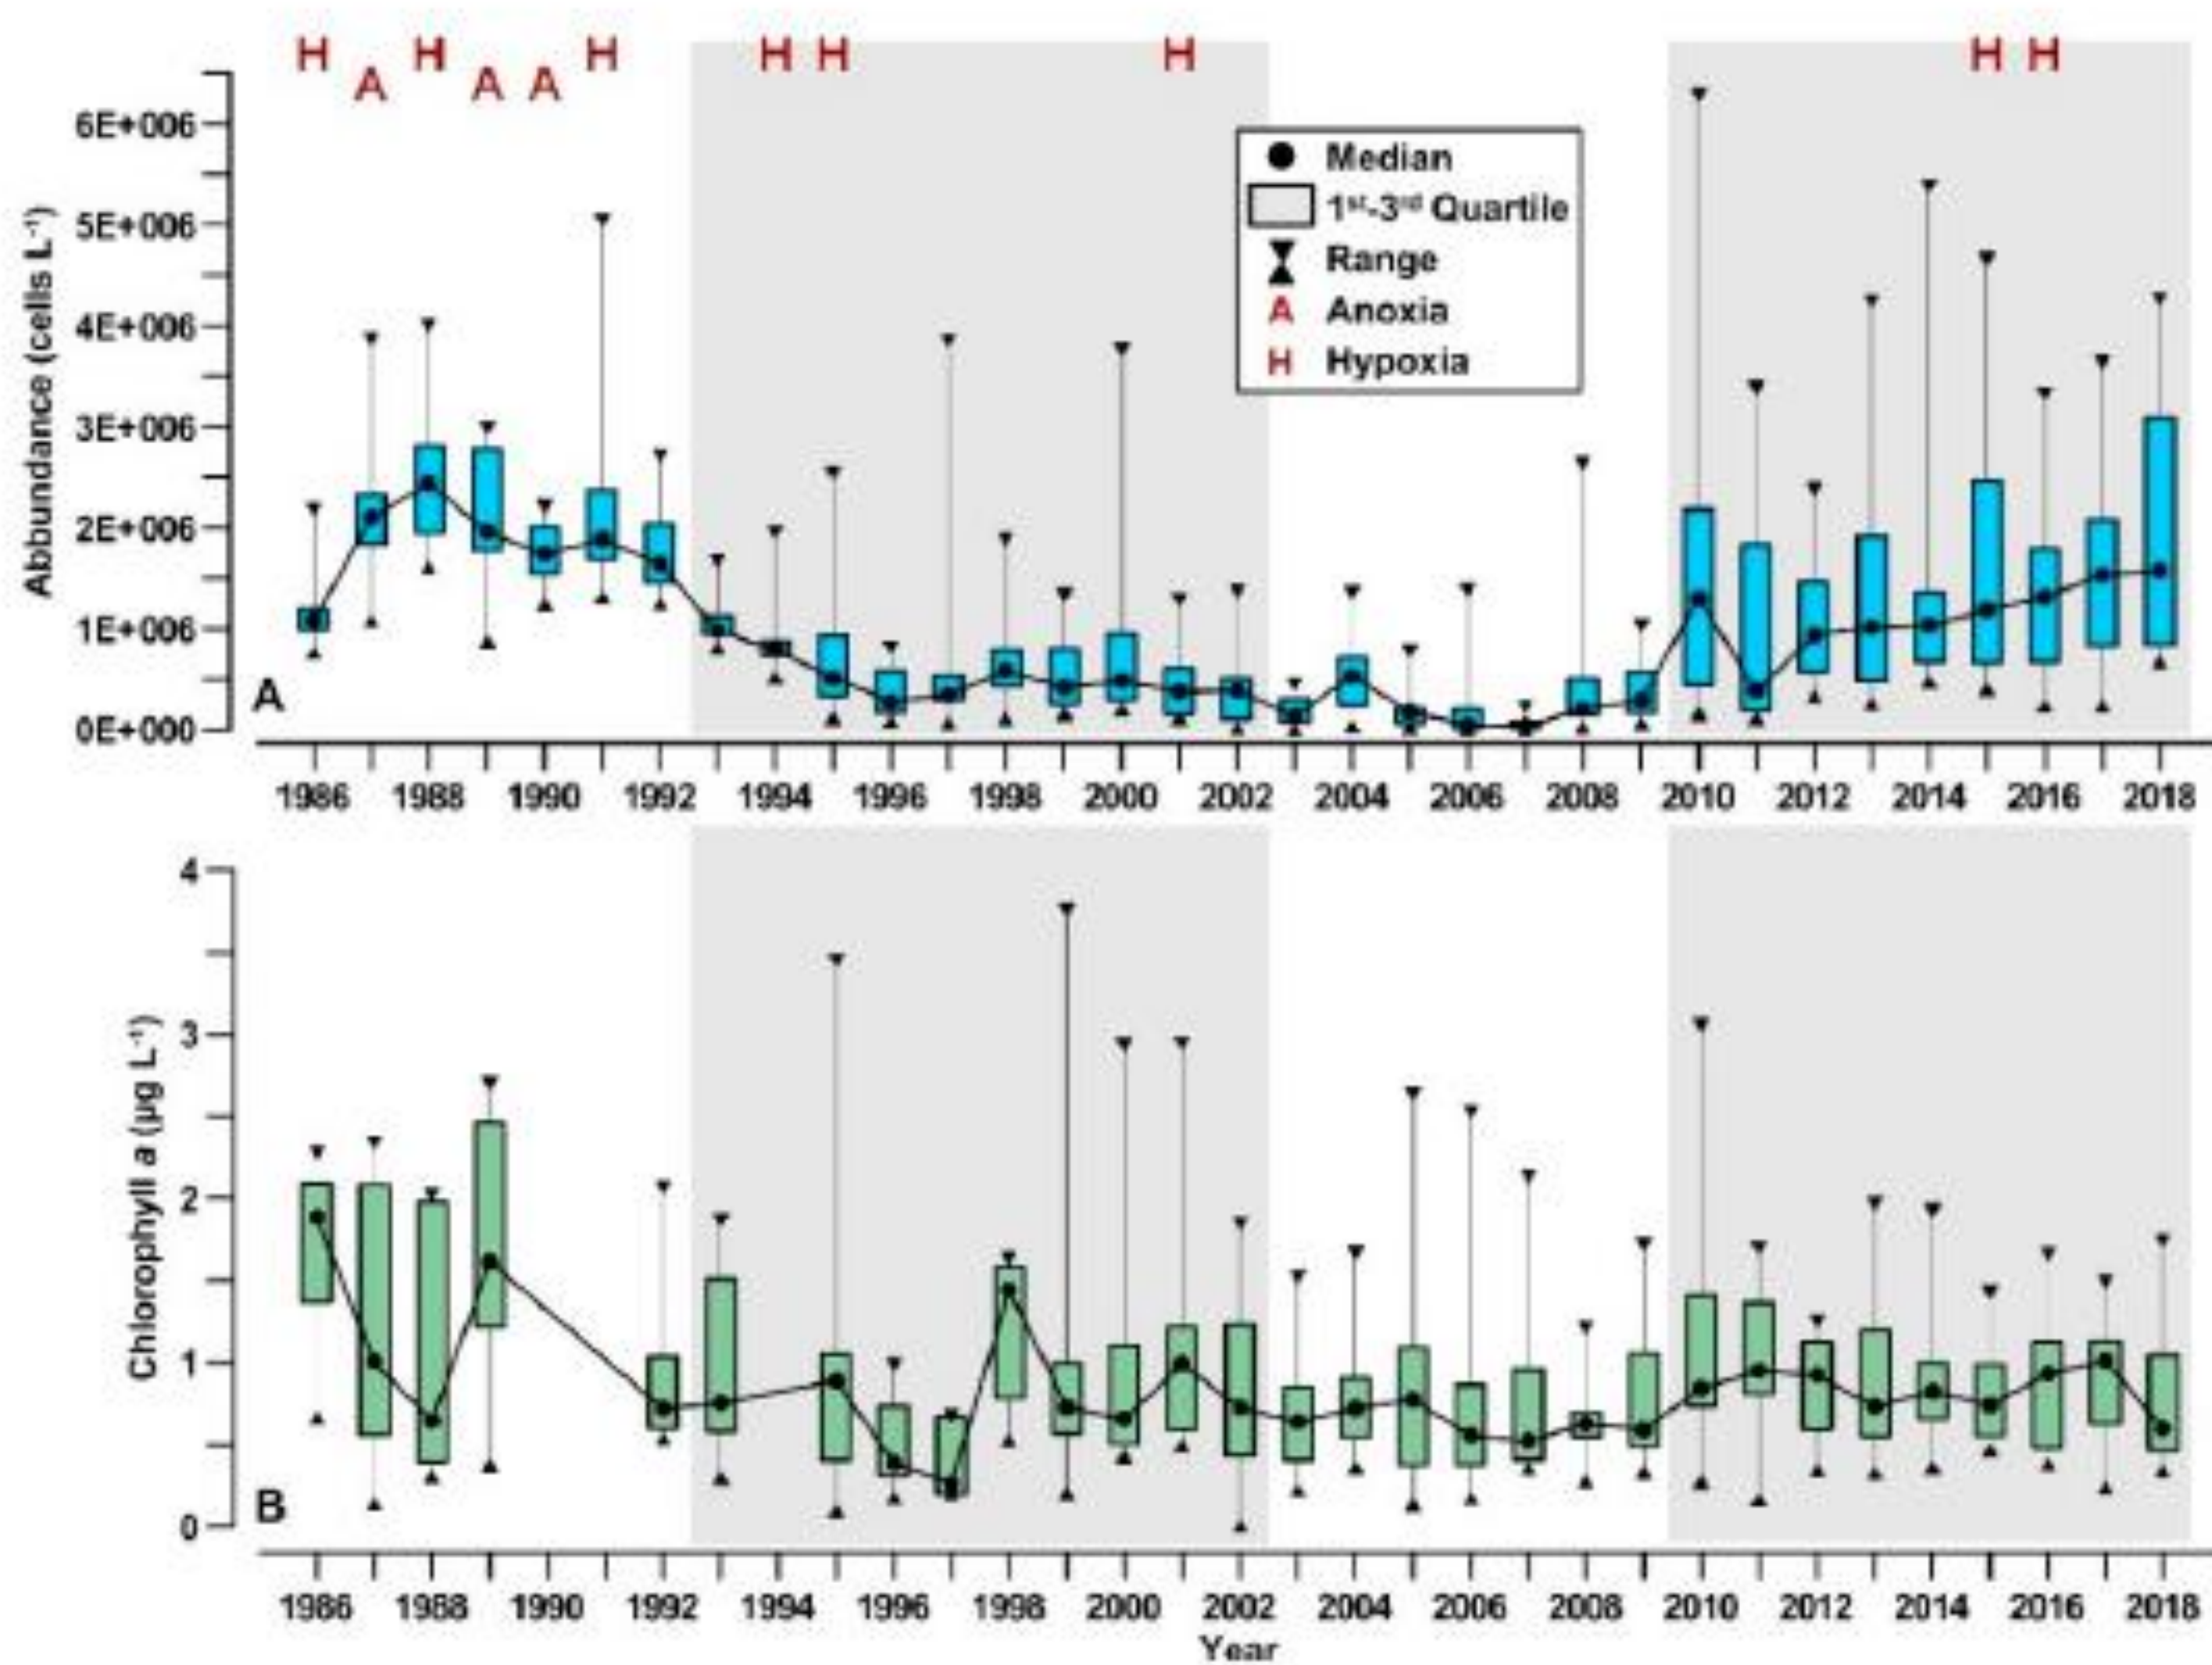 H H H H H H H H
A A A
6E+006
5E+006
4E+006
3E+006
2E+006
1E+006
0E+000
Abbundance (cells L⁻¹)
Median
1st-3rd Quartile
Range
A Anoxia
H Hypoxia
A
1986 1988 1990 1992 1994 1996 1998 2000 2002 2004 2006 2008 2010 2012 2014 2016 2018
4
3
2
1
0
Chlorophyll a (µg L⁻¹)
B
1986 1988 1990 1992 1994 1996 1998 2000 2002 2004 2006 2008 2010 2012 2014 2016 2018
Year